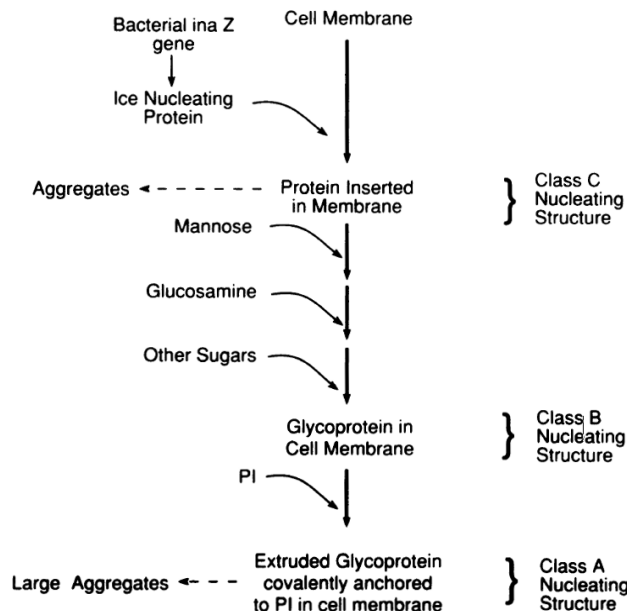 Bacterial ina Z
gene
Cell Membrane
Ice Nucleating
Protein
Aggregates
Protein Inserted
in Membrane
Class C
Nucleating
Structure
Mannose
Glucosamine
Other Sugars
Glycoprotein in
Cell Membrane
Class B
Nucleating
Structure
PI
Large Aggregates
Extruded Glycoprotein
covalently anchored
to PI in cell membrane
Class A
Nucleating
Structure